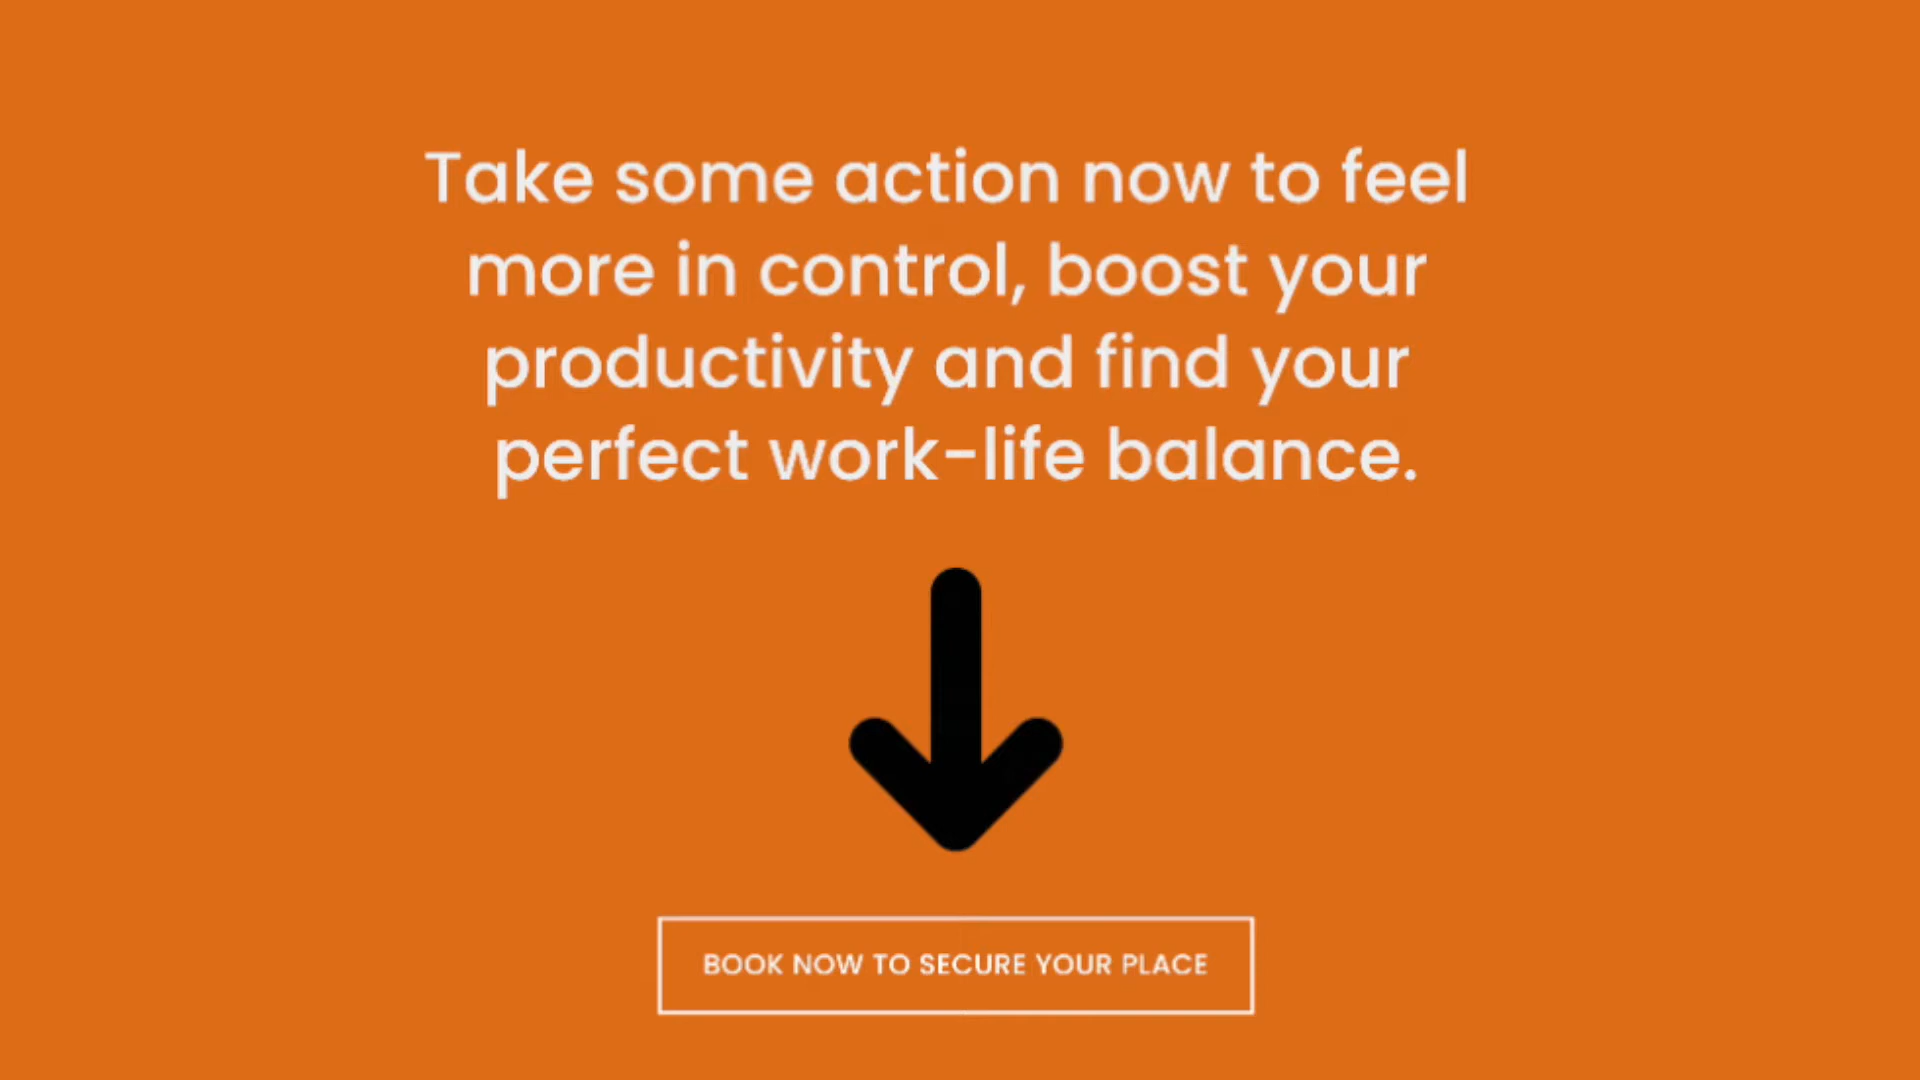 Take some action now to feel
more in control, boost your
productivity and find your
perfect work-life balance.
BOOK NOW TO SECURE YOUR PLACE